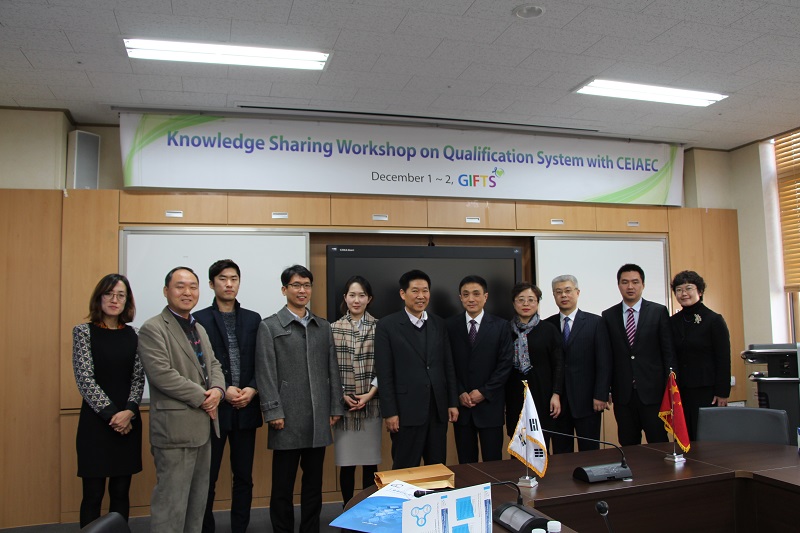 Knowledge Sharing Workshop on Qualification System with CEIAEC
December 1 ~ 2, GIFTS